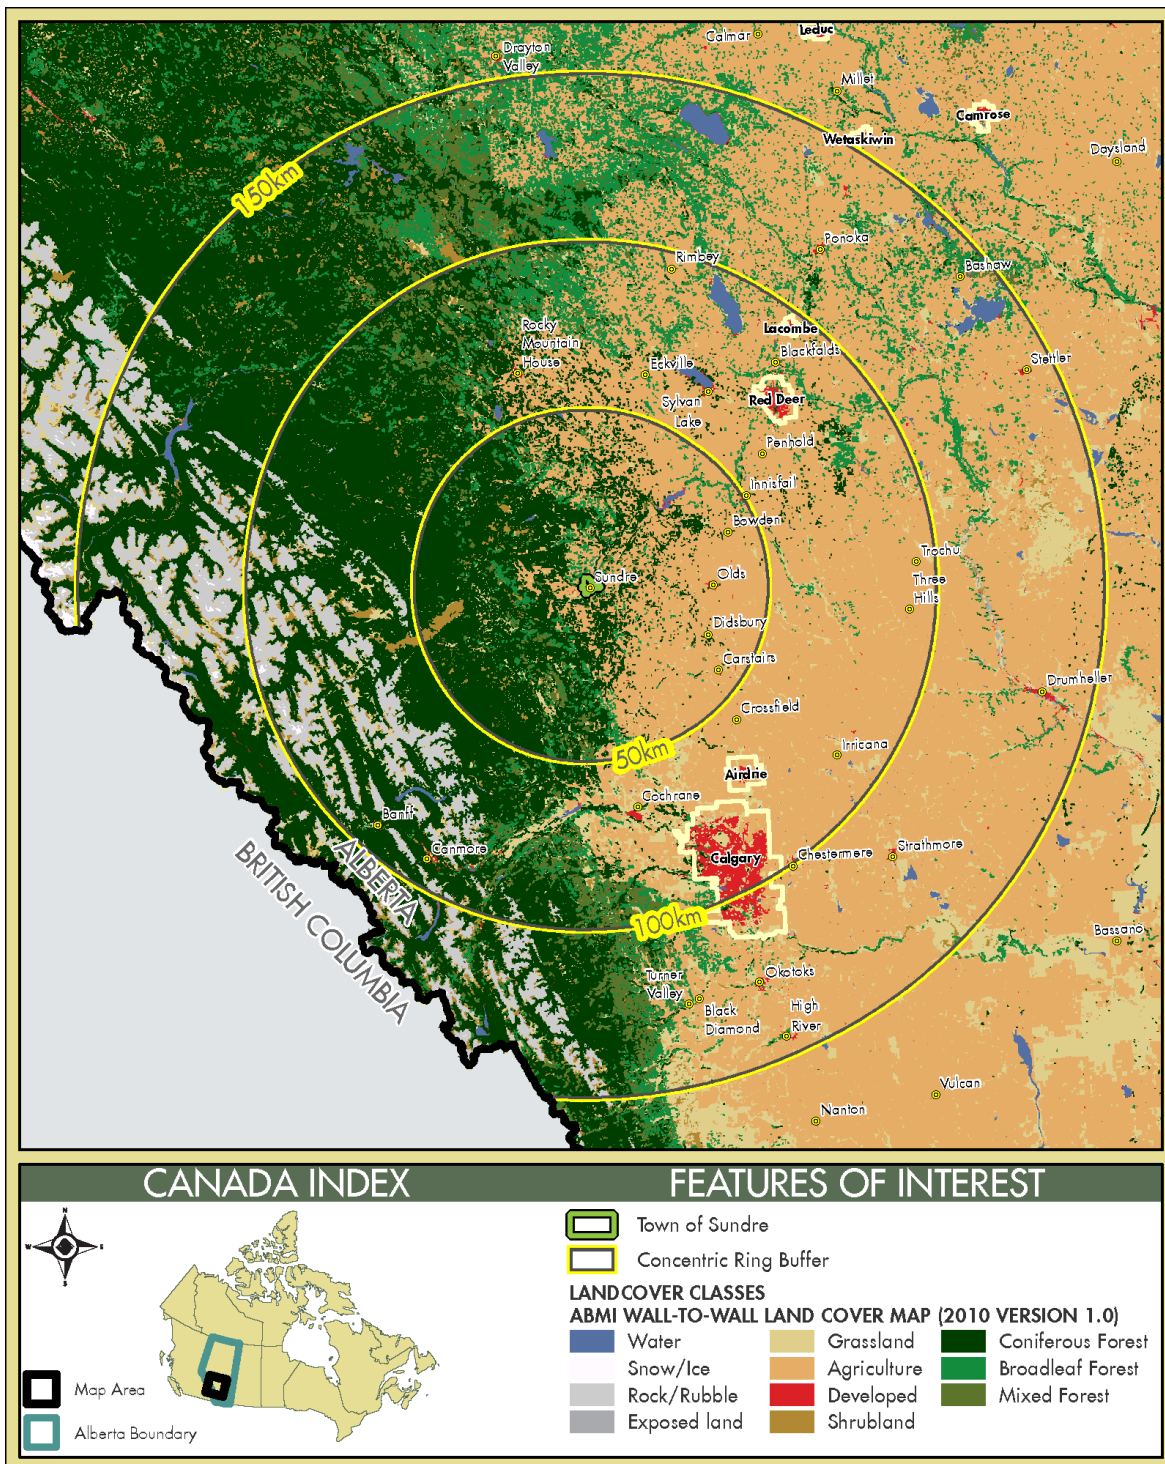 Leduc
Calmar
Drayton
Valley
Millet
Camrose
Wetaskiwin
Daysland
150km
Ponoka
Rimbey
Bashaw
Rocky
Mountain
House
Lacombe
Blackfalds
Eckville
Stettler
Sylvan
Lake
Red Deer
Penhold
Innisfail
Bowden
Trochu
Sundre
Olds
Three
Hills
Didsbury
Carstairs
Drumheller
Crossfield
50km
Irricana
Airdrie
Cochrane
Banff
Canmore
Calgary
Chestermere
Strathmore
ALBERTA
BRITISH COLUMBIA
100km
Bassano
Turner
Valley
Okotoks
Black
Diamond
High
River
Vulcan
Nanton
CANADA INDEX
N
W
E
S
Map Area
Alberta Boundary
FEATURES OF INTEREST
Town of Sundre
Concentric Ring Buffer
LANDCOVER CLASSES
ABMI WALL-TO-WALL LAND COVER MAP (2010 VERSION 1.0)
Water
Snow/Ice
Rock/Rubble
Exposed land
Grassland
Agriculture
Developed
Shrubland
Coniferous Forest
Broadleaf Forest
Mixed Forest